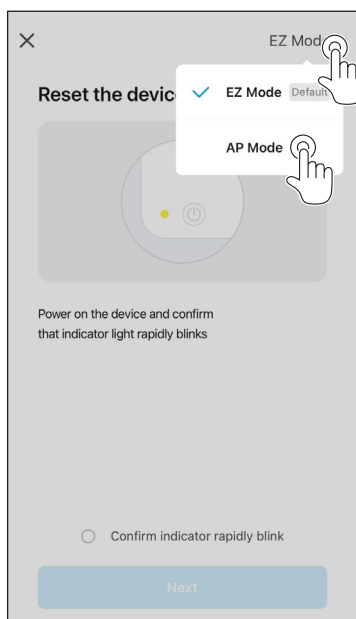 EZ Mod
Reset the devic
EZ Mode Default
AP Mode
Power on the device and confirm
that indicator light rapidly blinks
Confirm indicator rapidly blink
Next